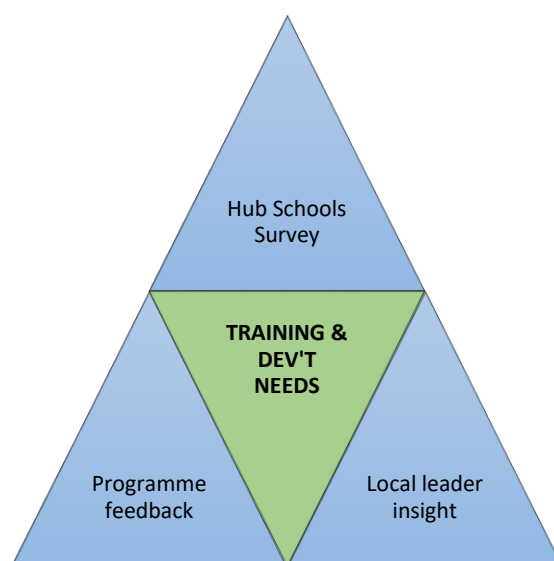 Hub Schools
Survey
TRAINING &
DEV'T
NEEDS
Programme
feedback
Local leader
insight